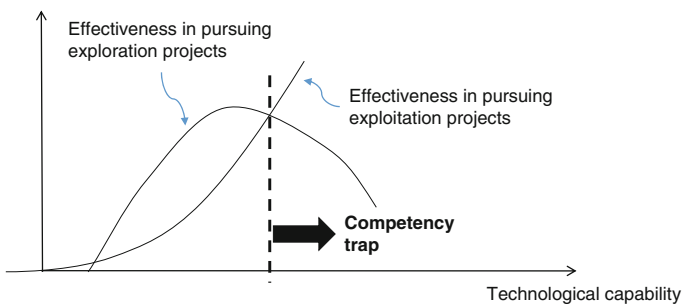 Effectiveness in pursuing
exploration projects
Effectiveness in pursuing
exploitation projects
Competency
trap
Technological capability